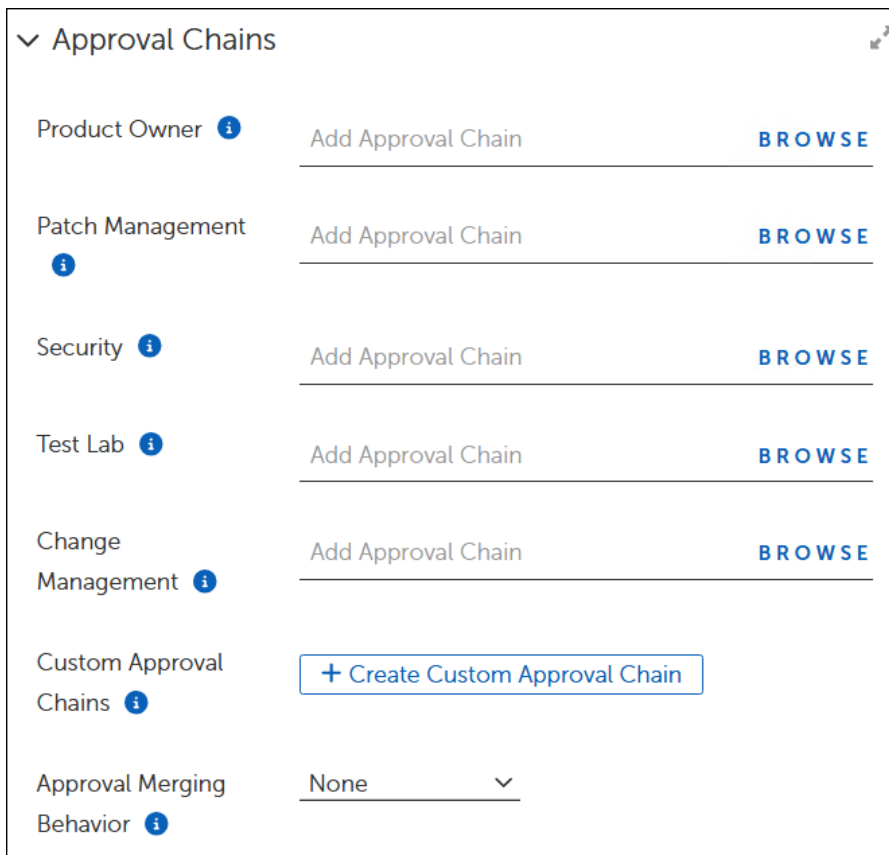 Approval Chains
Product Owner
Add Approval Chain BROWSE
Patch Management
Add Approval Chain BROWSE
Security
Add Approval Chain BROWSE
Test Lab
Add Approval Chain BROWSE
Change
Management
Add Approval Chain BROWSE
Custom Approval
Chains
+ Create Custom Approval Chain
Approval Merging
Behavior
None